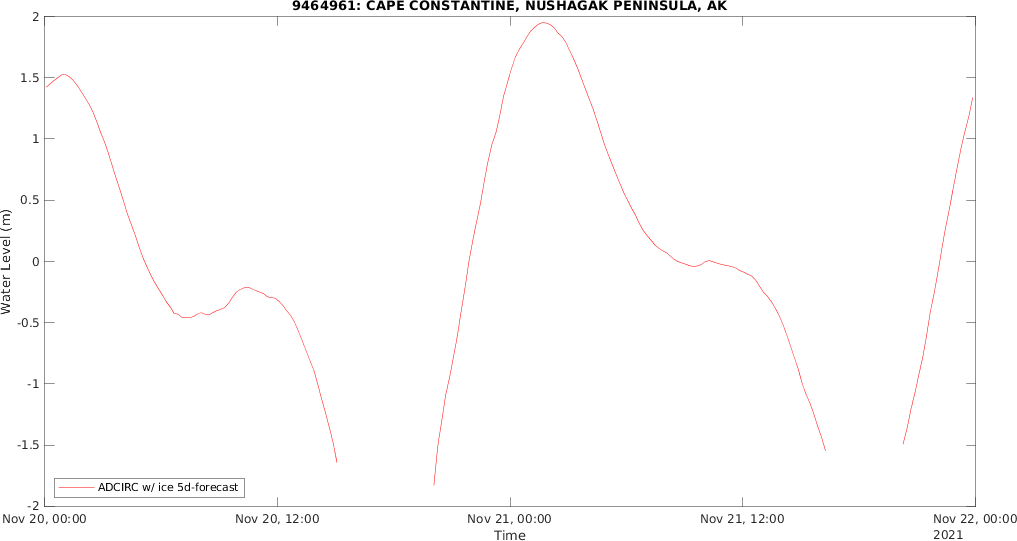 9464961: CAPE CONSTANTINE, NUSHAGAK PENINSULA, AK
2
1.5
1
0.5
0
-0.5
-1
-1.5
-2
Water Level (m)
ADCIRC w/ ice 5d-forecast
Nov 20, 00:00
Nov 20, 12:00
Nov 21, 00:00
Nov 21, 12:00
Nov 22, 00:00
Time
2021